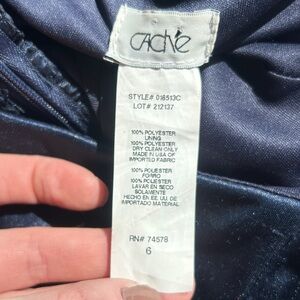 CACHÉ
STYLE# 016513C
LOT# 212137
100% POLYESTER
LINING
100% POLYESTER
DRY CLEAN ONLY
MADE IN USA OF
IMPORTED FABRIC
100% POLIESTER
FORRO
100% POLIESTER
LAVAR EN SECO
SOLAMENTE
HECHO EN EE. UU. DE
IMPORTADO MATERIAL
RN# 74578
6